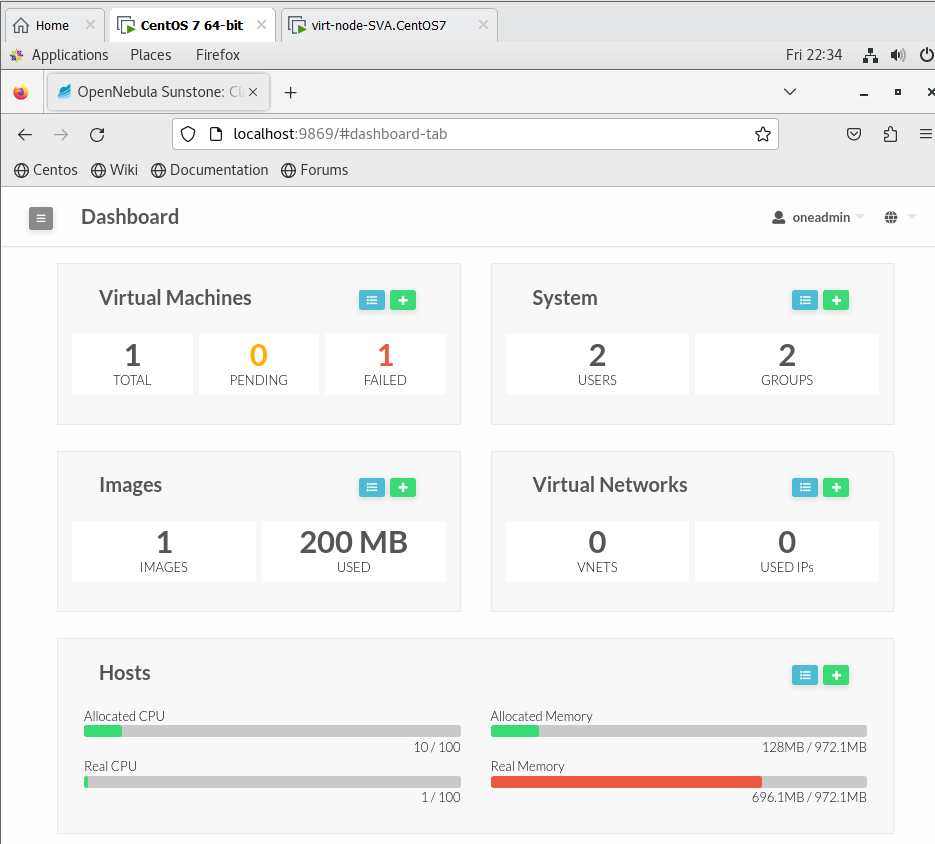 Home
CentOS 7 64-bit
virt-node-SVA.CentOS7
Applications Places Firefox Fri 22:34
OpenNebula Sunstone: Clo
localhost:9869/#dashboard-tab
Centos Wiki Documentation Forums
Dashboard oneadmin
Virtual Machines
1 0 1
TOTAL PENDING FAILED
System
2 2
USERS GROUPS
Images
1 200 MB
IMAGES USED
Virtual Networks
0 0
VNETS USED IPs
Hosts
Allocated CPU
10 / 100
Real CPU
1 / 100
Allocated Memory
128MB / 972.1MB
Real Memory
696.1MB / 972.1MB